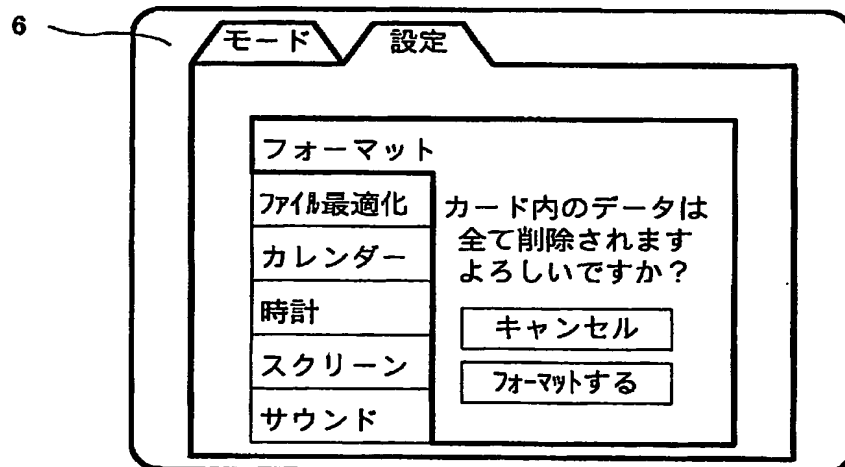 6
モード
設定
フォーマット
ﾌｧｲﾙ最適化
カレンダー
時計
スクリーン
サウンド
カード内のデータは
全て削除されます
よろしいですか？
キャンセル
ﾌｫｰﾏｯﾄする